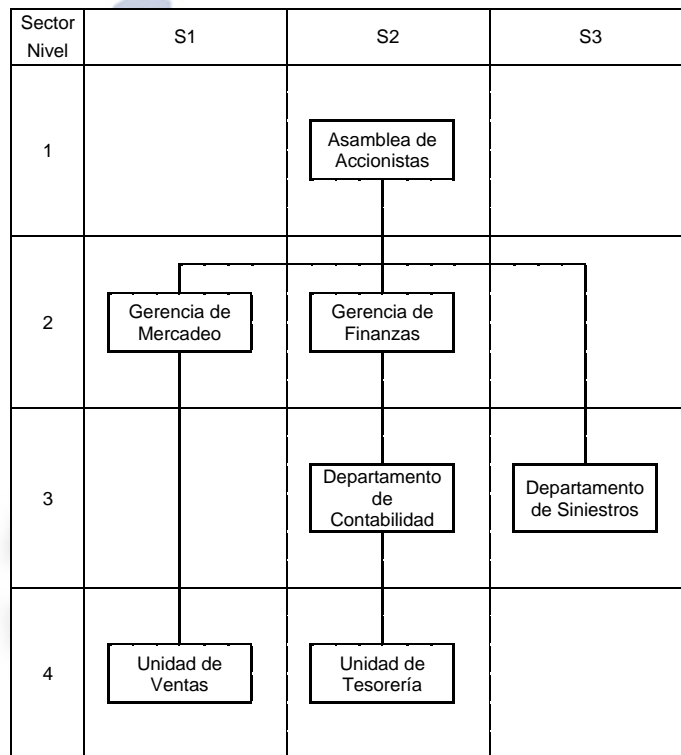 Sector
Nivel
S1
S2
S3
1
Asamblea de
Accionistas
2
Gerencia de
Mercadeo
Gerencia de
Finanzas
3
Departamento
de
Contabilidad
Departamento
de Siniestros
4
Unidad de
Ventas
Unidad de
Tesorería